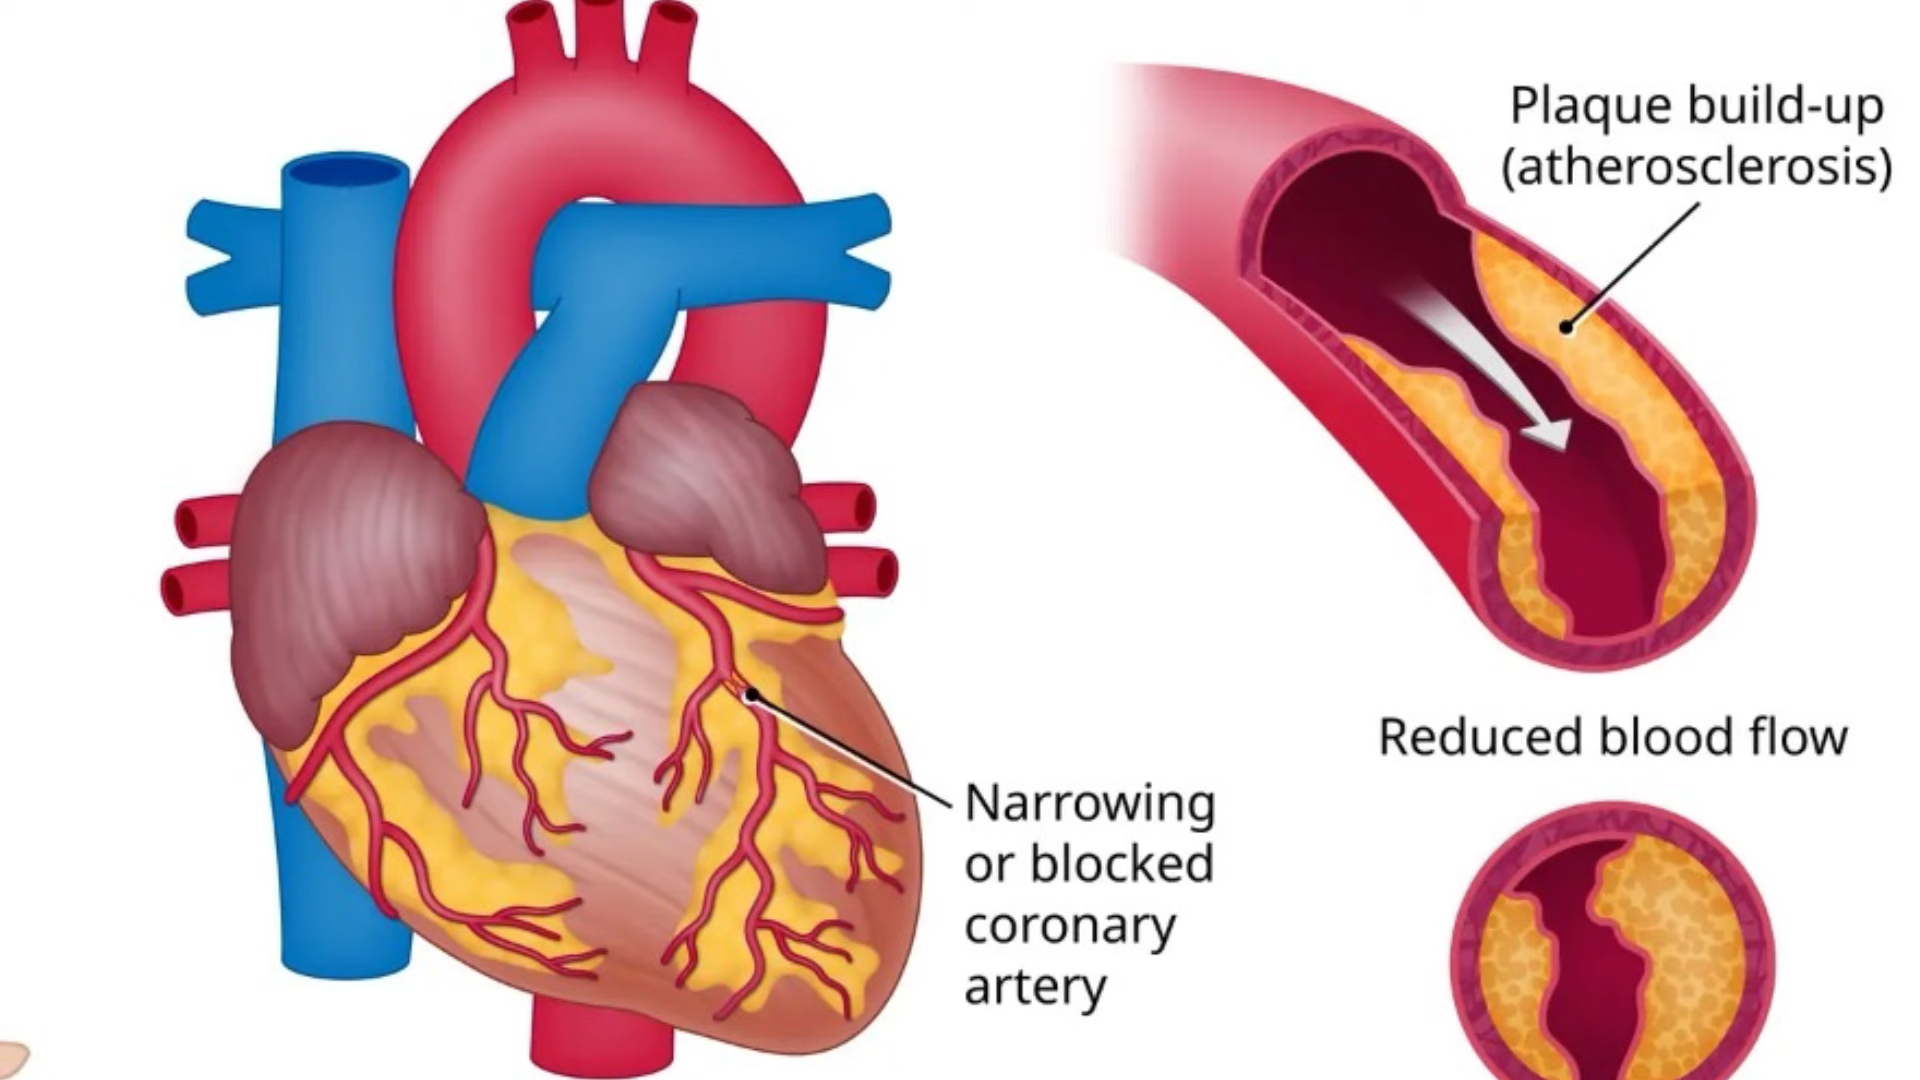 Plaque build-up
(atherosclerosis)
Reduced blood flow
Narrowing
or blocked
coronary
artery